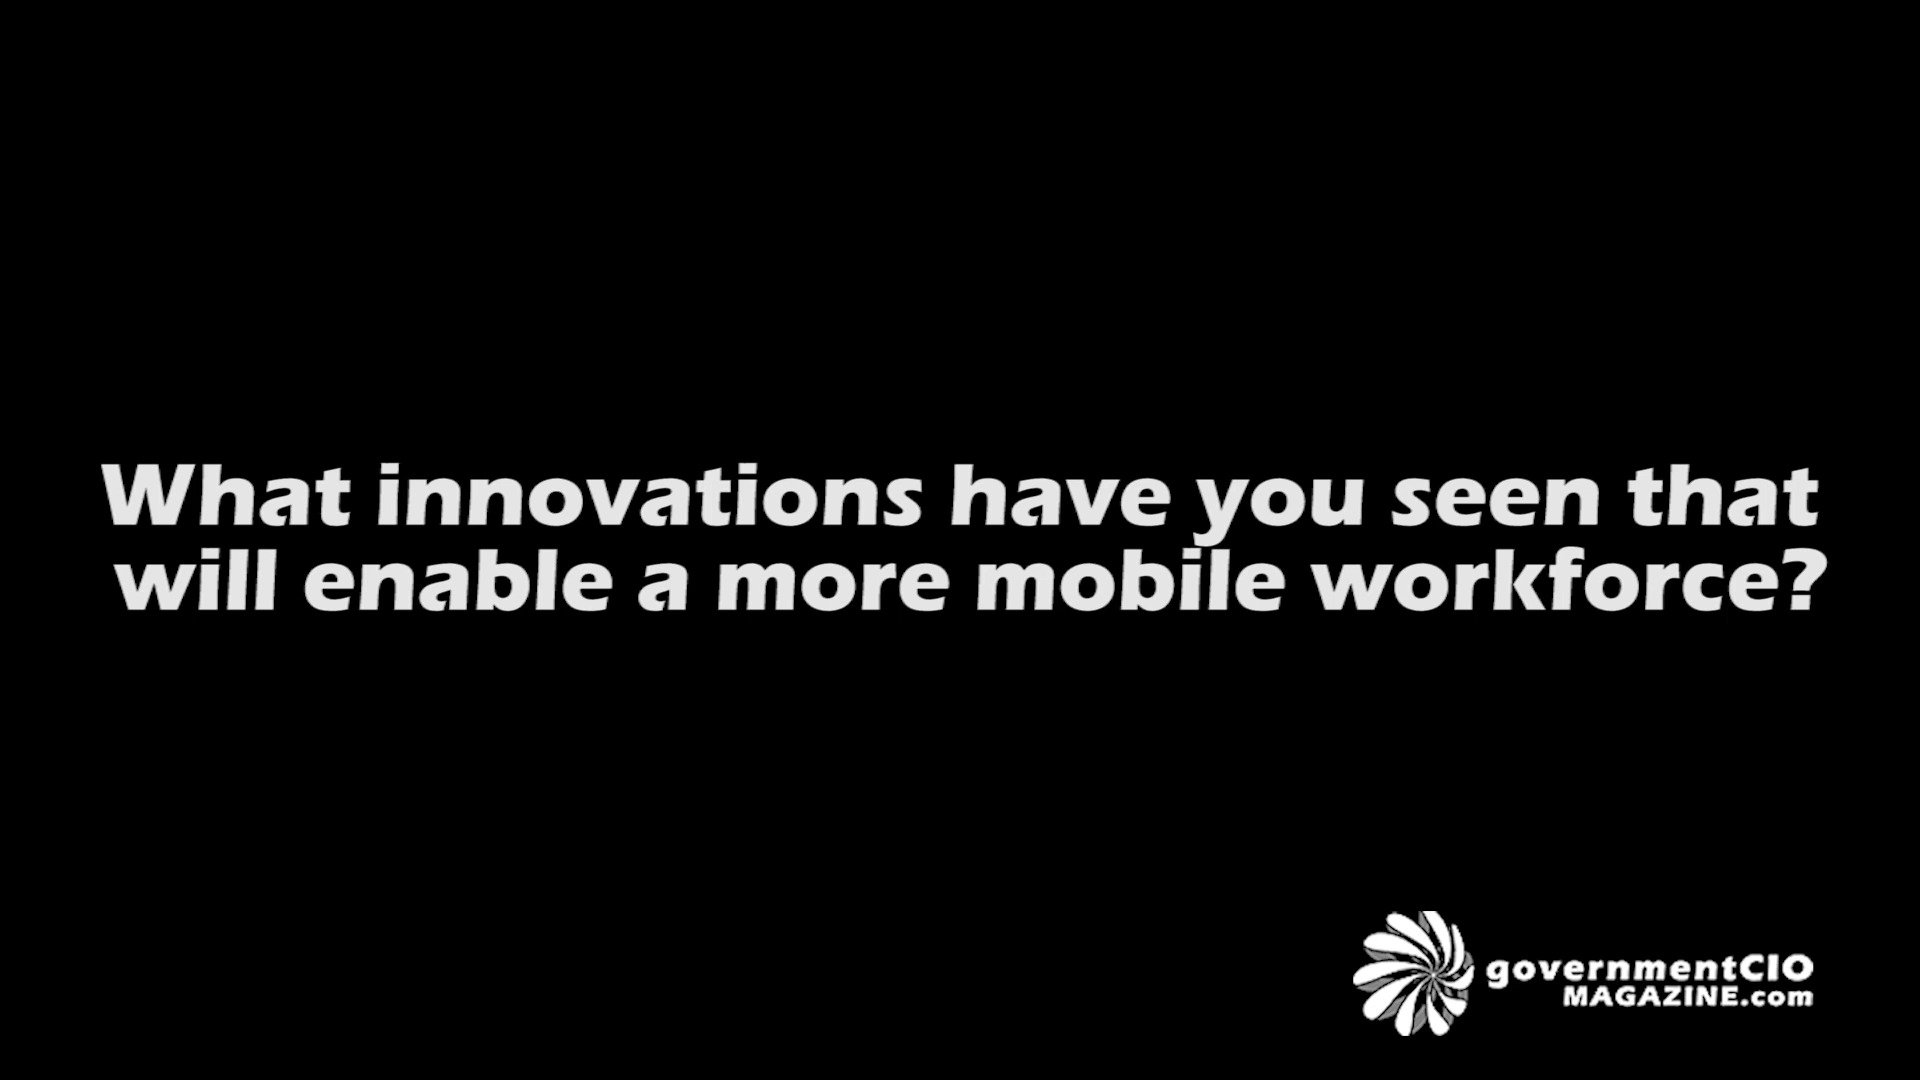 What innovations have you seen that
will enable a more mobile workforce?
governmentCIO
MAGAZINE.com